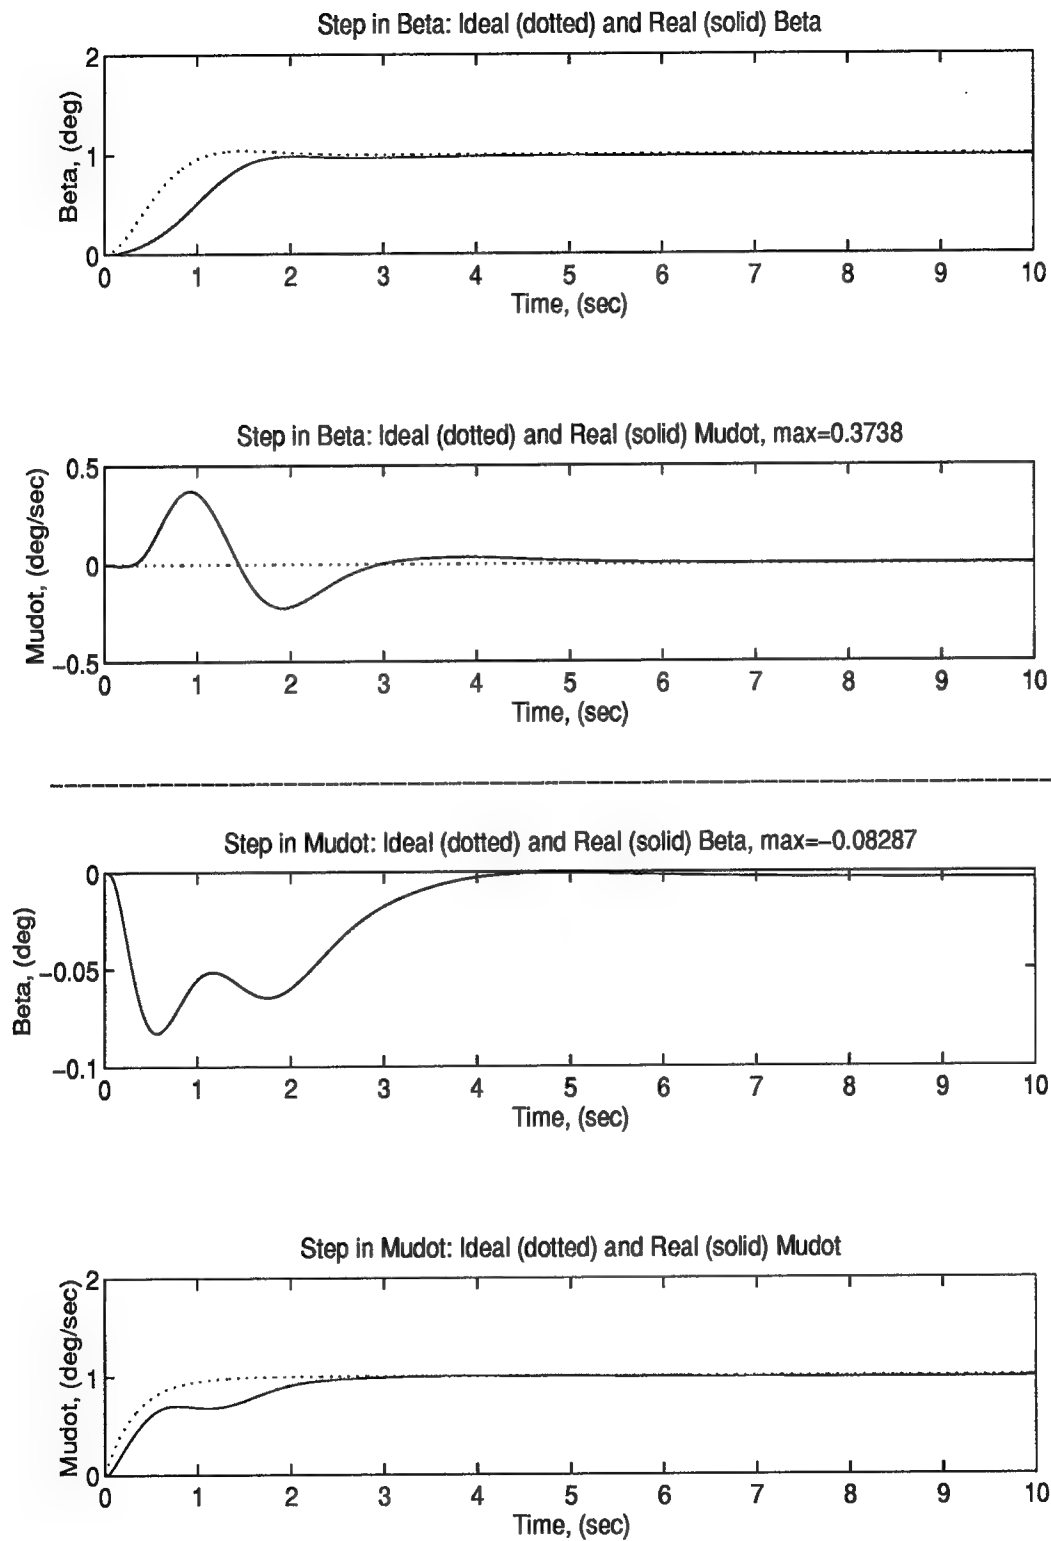 Step in Beta: Ideal (dotted) and Real (solid) Beta
2
1
0
Beta, (deg)
0 1 2 3 4 5 6 7 8 9 10
Time, (sec)
Step in Beta: Ideal (dotted) and Real (solid) Mudot, max=0.3738
0.5
0
−0.5
Mudot, (deg/sec)
0 1 2 3 4 5 6 7 8 9 10
Time, (sec)
Step in Mudot: Ideal (dotted) and Real (solid) Beta, max=−0.08287
0
−0.05
−0.1
Beta, (deg)
0 1 2 3 4 5 6 7 8 9 10
Time, (sec)
Step in Mudot: Ideal (dotted) and Real (solid) Mudot
2
1
0
Mudot, (deg/sec)
0 1 2 3 4 5 6 7 8 9 10
Time, (sec)